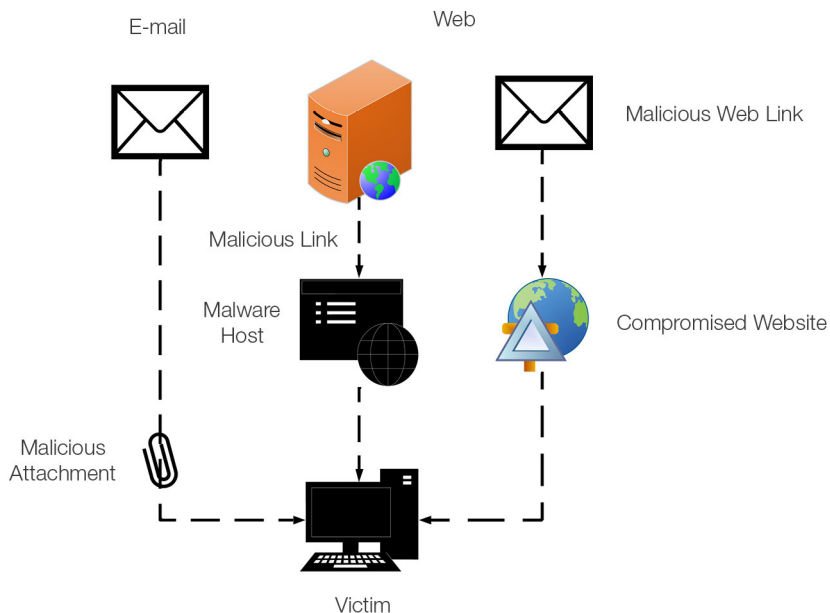 E-mail
Web
Malicious Web Link
Malicious Link
Malware
Host
Compromised Website
Malicious
Attachment
Victim